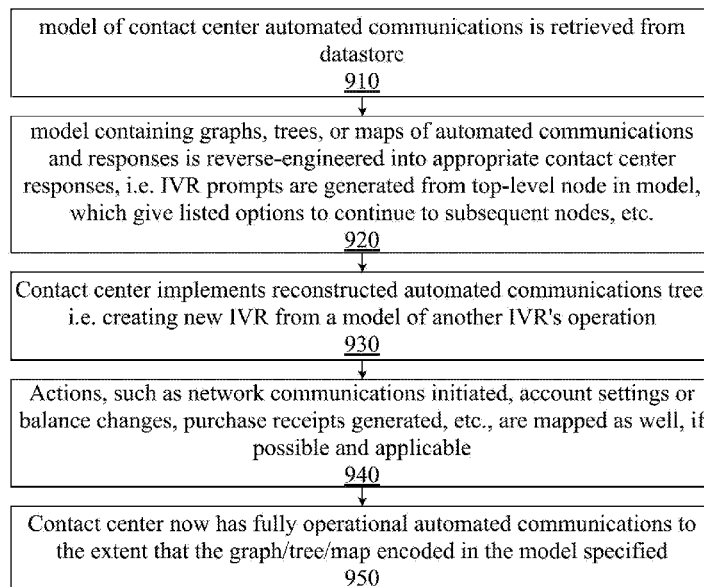 model of contact center automated communications is retrieved from
datastore
910
model containing graphs, trees, or maps of automated communications
and responses is reverse-engineered into appropriate contact center
responses, i.e. IVR prompts are generated from top-level node in model,
which give listed options to continue to subsequent nodes, etc.
920
Contact center implements reconstructed automated communications tree
i.e. creating new IVR from a model of another IVR's operation
930
Actions, such as network communications initiated, account settings or
balance changes, purchase receipts generated, etc., are mapped as well, if
possible and applicable
940
Contact center now has fully operational automated communications to
the extent that the graph/tree/map encoded in the model specified
950